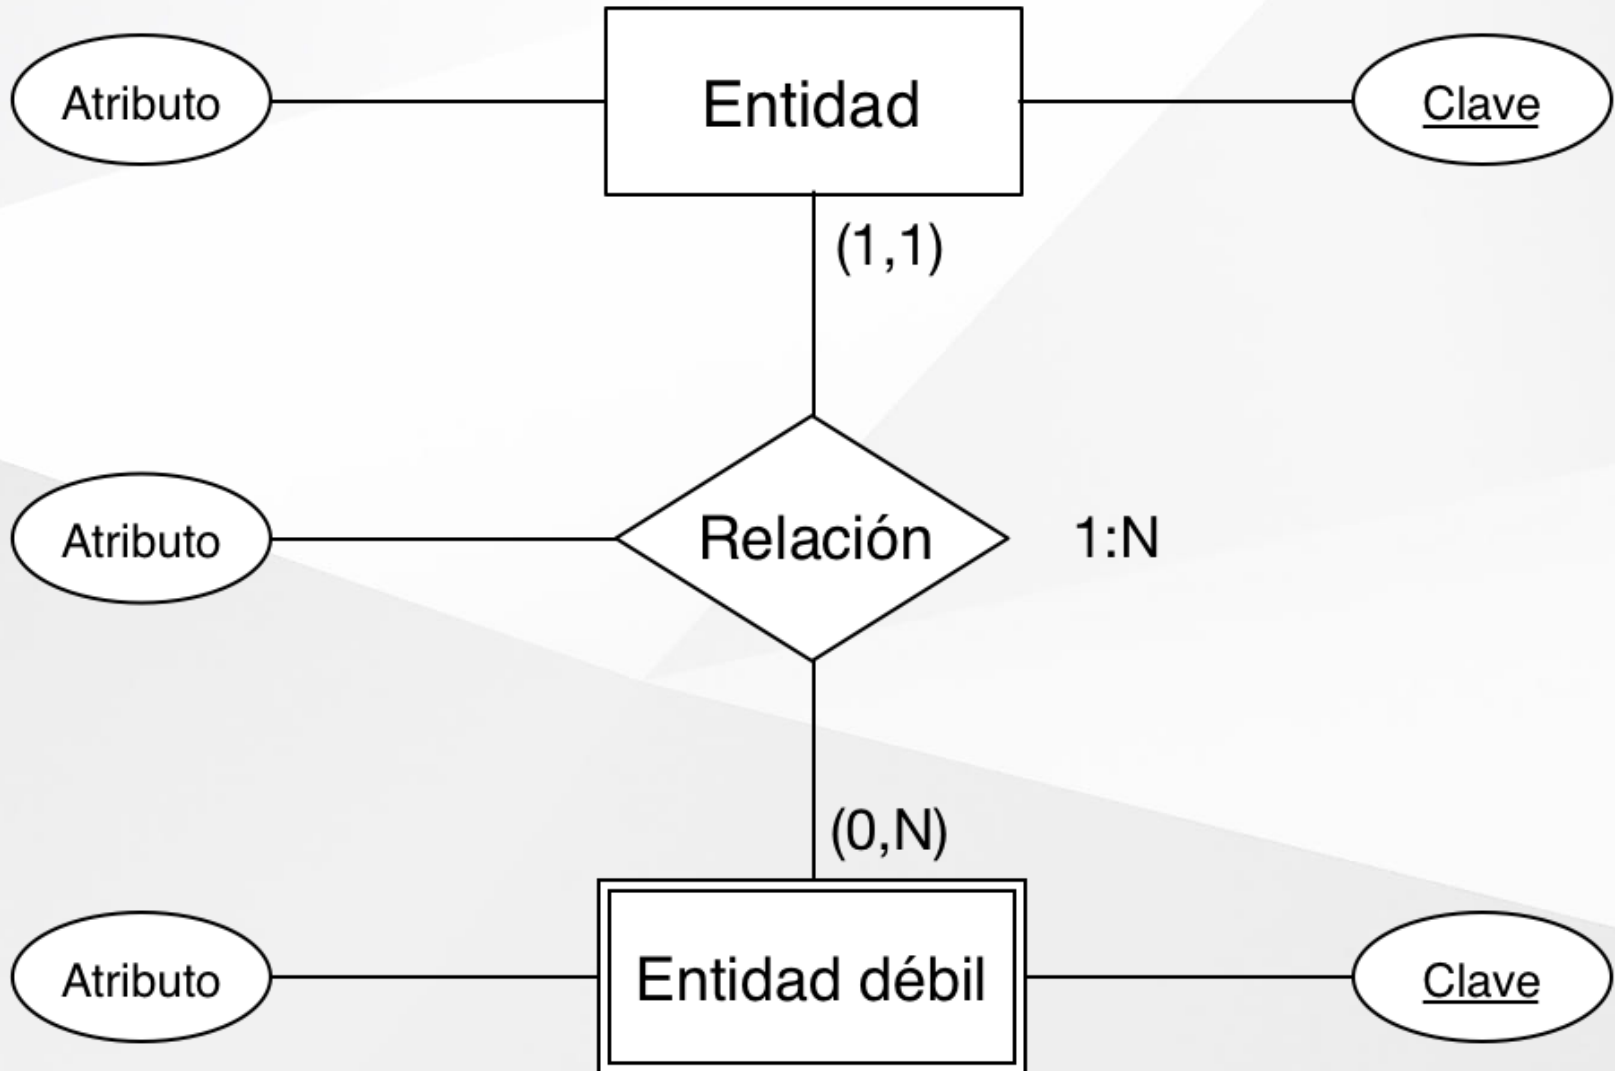 Atributo
Entidad
Clave
(1,1)
Atributo
Relación
1:N
(0,N)
Atributo
Entidad débil
Clave